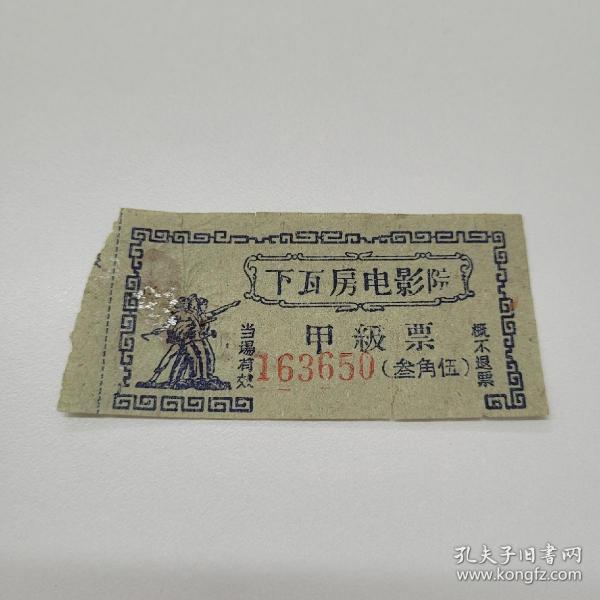 下瓦房电影院
甲級票
163650
(叁角伍)
当場有效
概不退票
孔夫子旧書网
www.kongfz.com